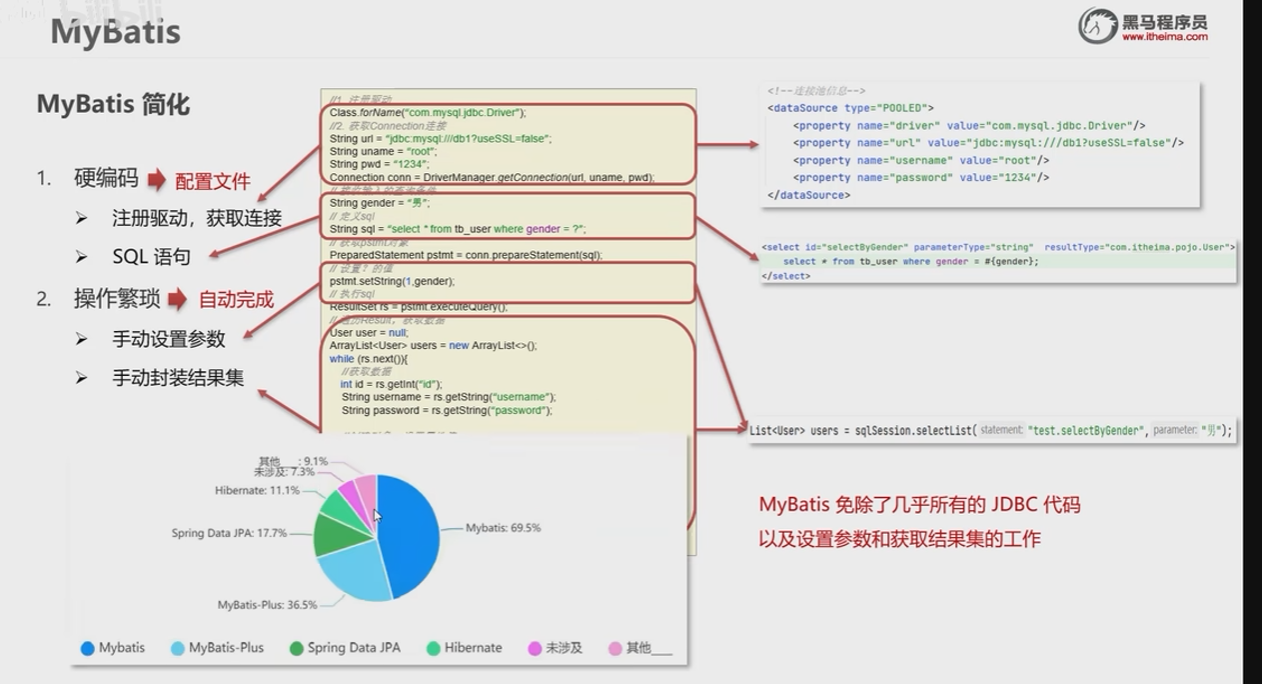 MyBatis
黑马程序员
www.itheima.com
MyBatis 简化
1. 硬编码 配置文件
注册驱动，获取连接
SQL 语句
2. 操作繁琐 自动完成
手动设置参数
手动封装结果集
//1. 注册驱动
Class.forName("com.mysql.jdbc.Driver");
//2. 获取Connection连接
String url = "jdbc:mysql:///db1?useSSL=false";
String uname = "root";
String pwd = "1234";
Connection conn = DriverManager.getConnection(url, uname, pwd);
String gender = "男";
// 定义sql
String sql = "select * from tb_user where gender = ?";
// 获取pstmt对象
PreparedStatement pstmt = conn.prepareStatement(sql);
// 设置？的值
pstmt.setString(1,gender);
// 执行sql
ResultSet rs = pstmt.executeQuery();
// 遍历Result，获取数据
User user = null;
ArrayList<User> users = new ArrayList<>();
while (rs.next()){
//获取数据
int id = rs.getInt("id");
String username = rs.getString("username");
String password = rs.getString("password");
<!--连接池信息-->
<dataSource type="POOLED">
<property name="driver" value="com.mysql.jdbc.Driver"/>
<property name="url" value="jdbc:mysql:///db1?useSSL=false"/>
<property name="username" value="root"/>
<property name="password" value="1234"/>
</dataSource>
<select id="selectByGender" parameterType="string" resultType="com.itheima.pojo.User">
select * from tb_user where gender = #{gender};
</select>
List<User> users = sqlSession.selectList( statement: "test.selectByGender", parameter: "男");
MyBatis 免除了几乎所有的 JDBC 代码
以及设置参数和获取结果集的工作
其他___: 9.1%
未涉及: 7.3%
Hibernate: 11.1%
Spring Data JPA: 17.7%
Mybatis: 69.5%
MyBatis-Plus: 36.5%
Mybatis MyBatis-Plus Spring Data JPA Hibernate 未涉及 其他___